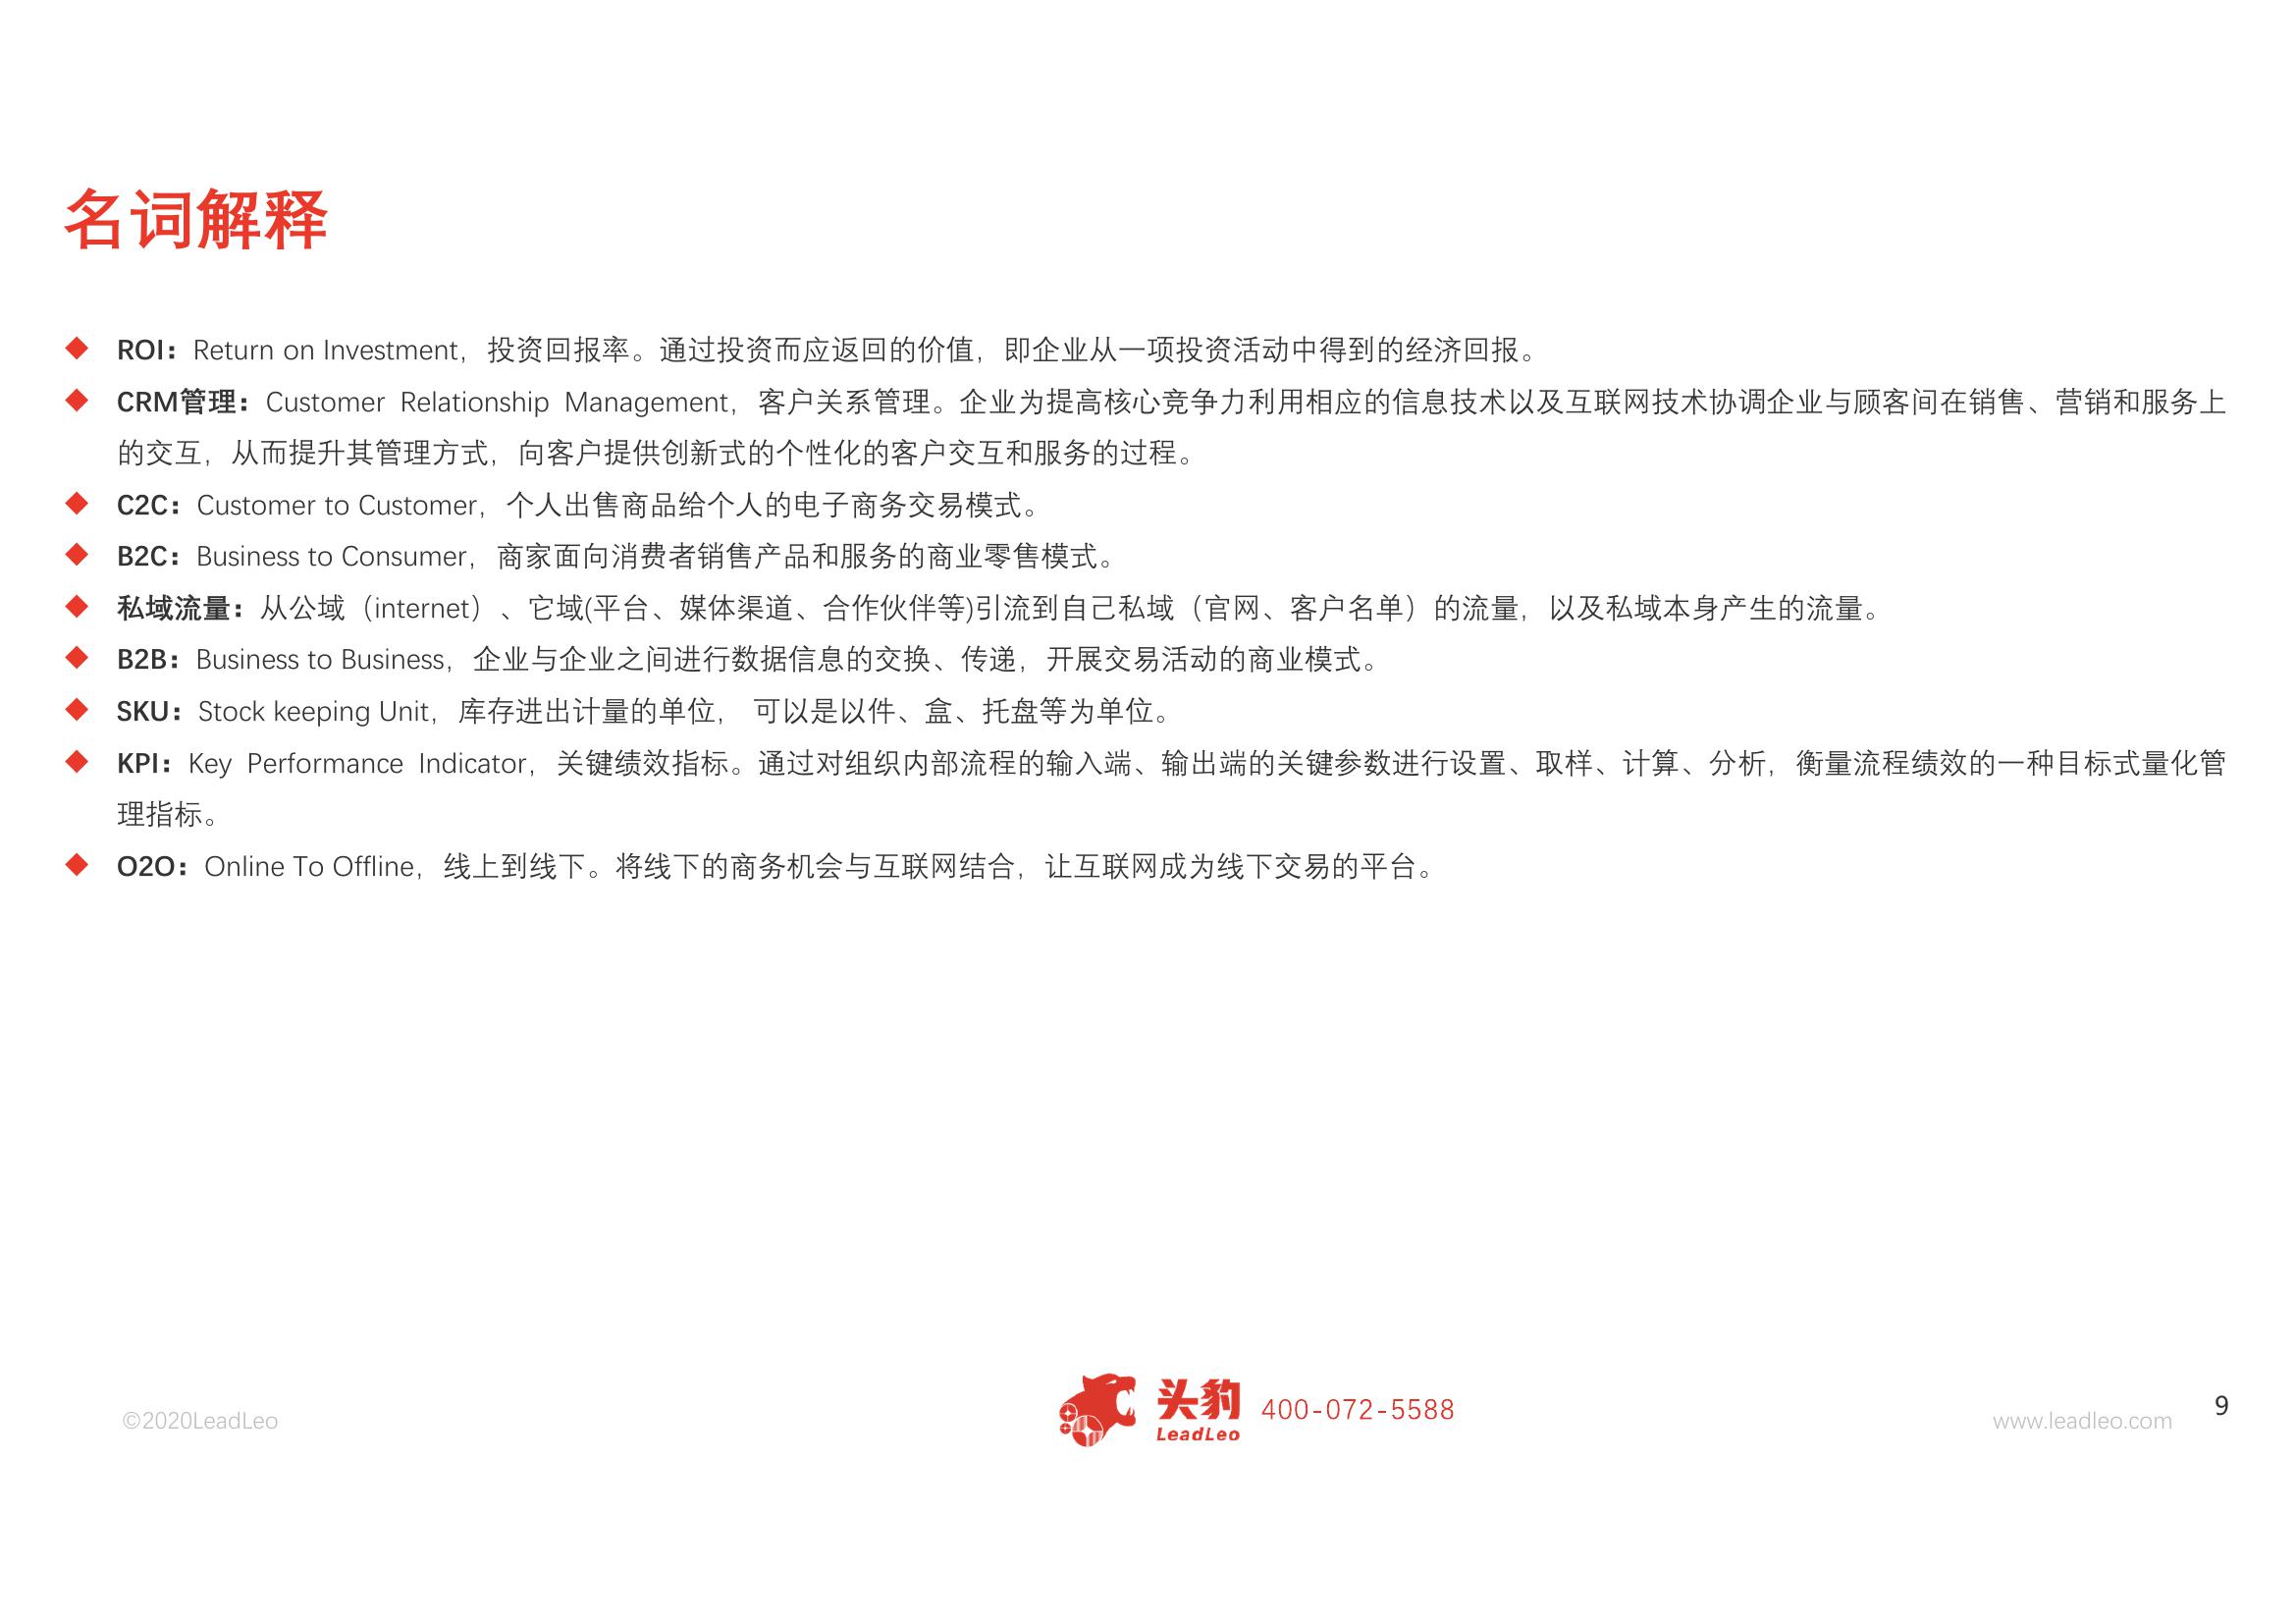 名词解释
ROI：Return on Investment，投资回报率。通过投资而应返回的价值，即企业从一项投资活动中得到的经济回报。
CRM管理：Customer Relationship Management，客户关系管理。企业为提高核心竞争力利用相应的信息技术以及互联网技术协调企业与顾客间在销售、营销和服务上
的交互，从而提升其管理方式，向客户提供创新式的个性化的客户交互和服务的过程。
C2C：Customer to Customer，个人出售商品给个人的电子商务交易模式。
B2C：Business to Consumer，商家面向消费者销售产品和服务的商业零售模式。
私域流量：从公域（internet）、它域(平台、媒体渠道、合作伙伴等)引流到自己私域（官网、客户名单）的流量，以及私域本身产生的流量。
B2B：Business to Business，企业与企业之间进行数据信息的交换、传递，开展交易活动的商业模式。
SKU：Stock keeping Unit，库存进出计量的单位， 可以是以件、盒、托盘等为单位。
KPI：Key Performance Indicator，关键绩效指标。通过对组织内部流程的输入端、输出端的关键参数进行设置、取样、计算、分析，衡量流程绩效的一种目标式量化管
理指标。
O2O：Online To Offline，线上到线下。将线下的商务机会与互联网结合，让互联网成为线下交易的平台。
©2020LeadLeo
头豹
LeadLeo
400-072-5588
www.leadleo.com
9